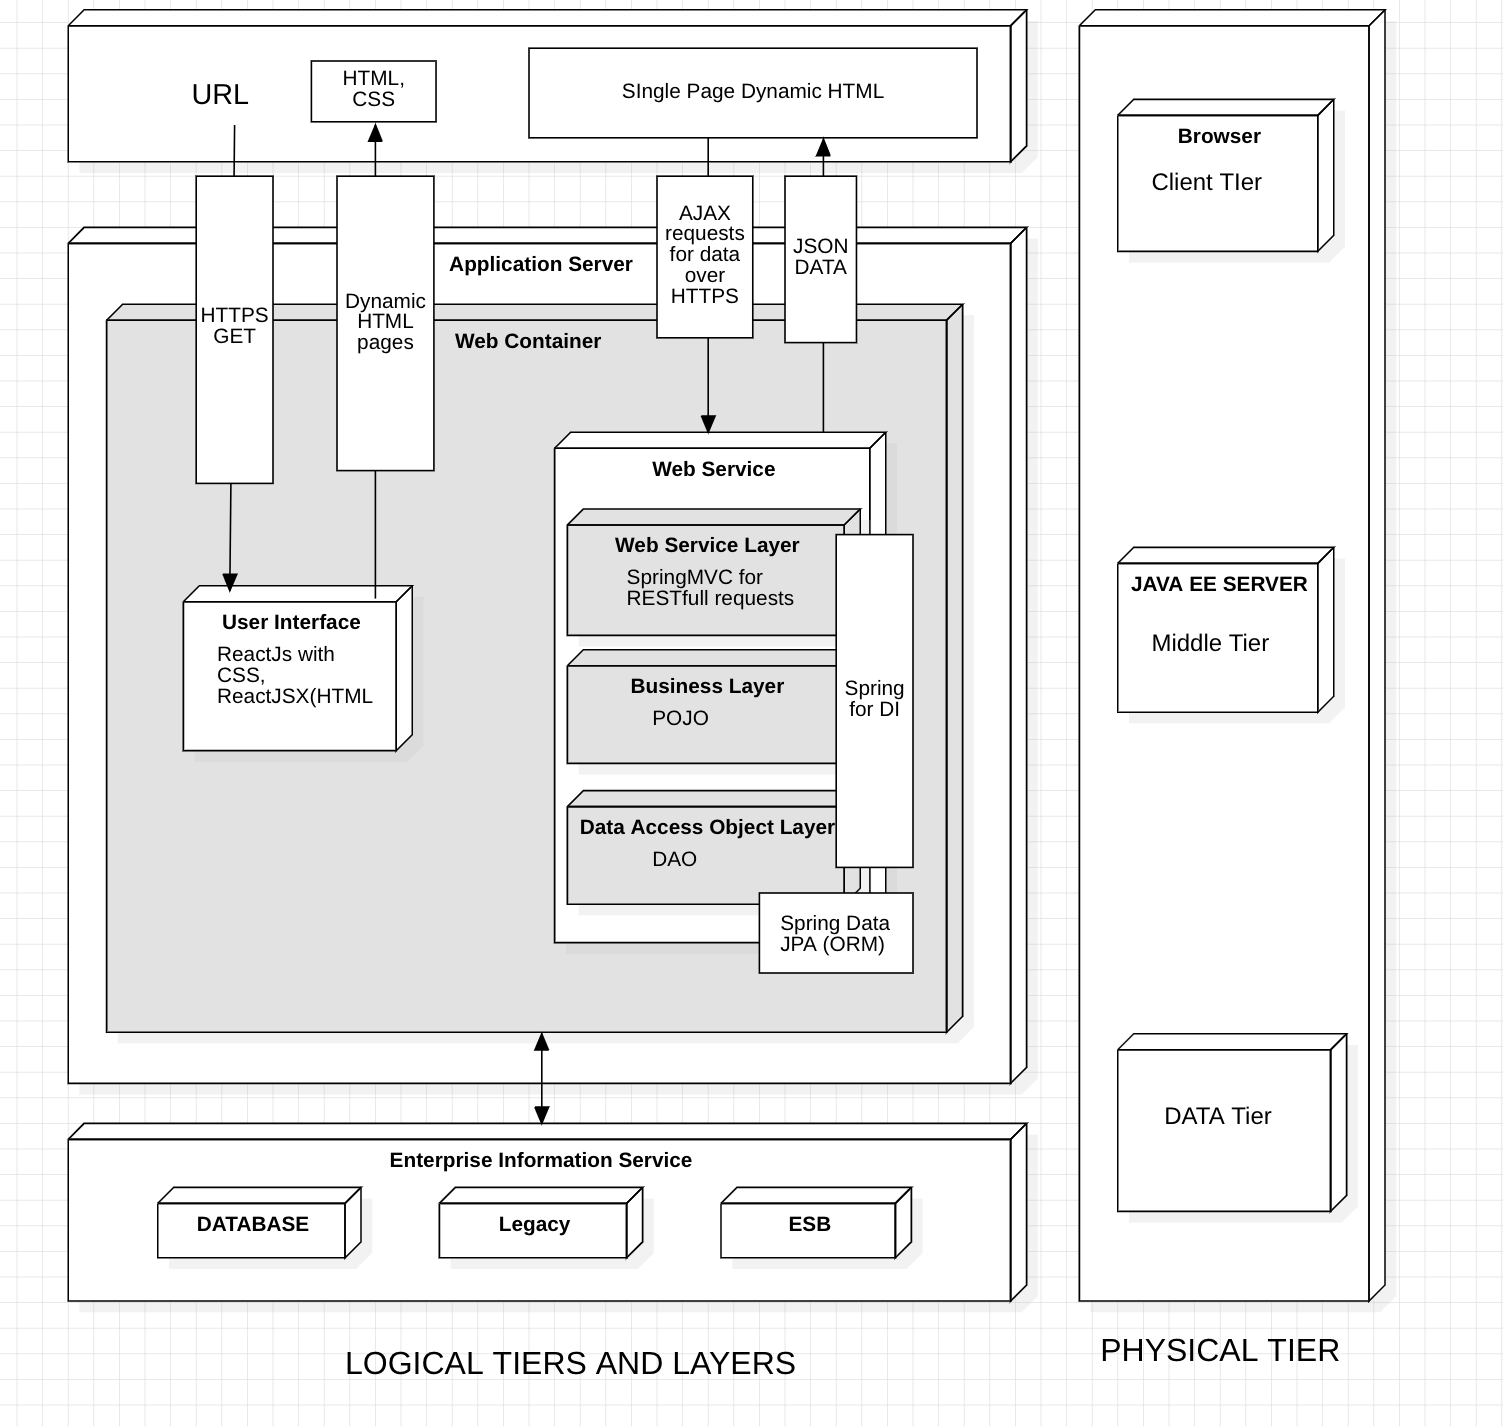 URL
HTML,
CSS
SIngle Page Dynamic HTML
HTTPS
GET
Dynamic
HTML
pages
AJAX
requests
for data
over
HTTPS
JSON
DATA
Application Server
Web Container
Web Service
Web Service Layer
SpringMVC for
RESTfull requests
User Interface
ReactJs with
CSS,
ReactJSX(HTML
Business Layer
POJO
Spring
for DI
Data Access Object Layer
DAO
Spring Data
JPA (ORM)
Enterprise Information Service
DATABASE
Legacy
ESB
LOGICAL TIERS AND LAYERS
Browser
Client TIer
JAVA EE SERVER
Middle Tier
DATA Tier
PHYSICAL TIER